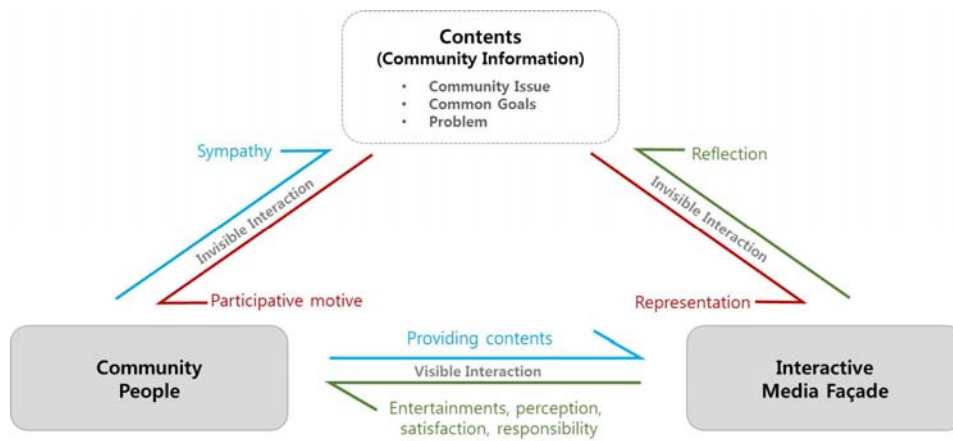 Contents
(Community Information)
• Community Issue
• Common Goals
• Problem
Sympathy
Reflection
Invisible Interaction
Invisible Interaction
Participative motive
Representation
Community
People
Providing contents
Visible Interaction
Entertainments, perception,
satisfaction, responsibility
Interactive
Media Façade